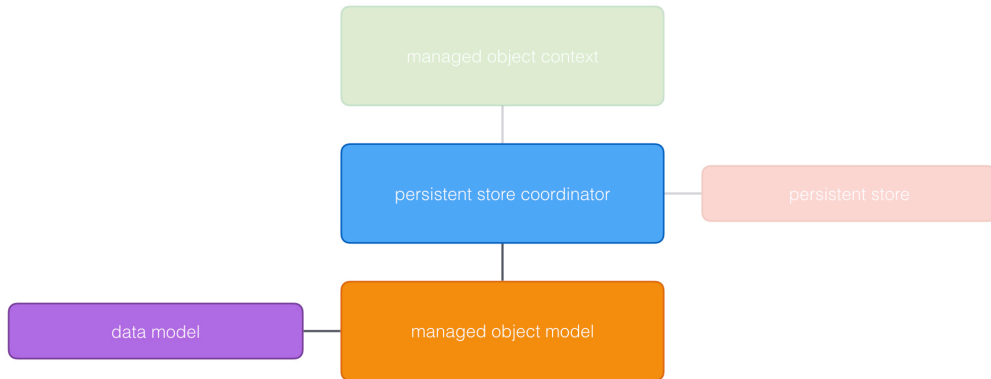 managed object context
persistent store coordinator
persistent store
data model
managed object model